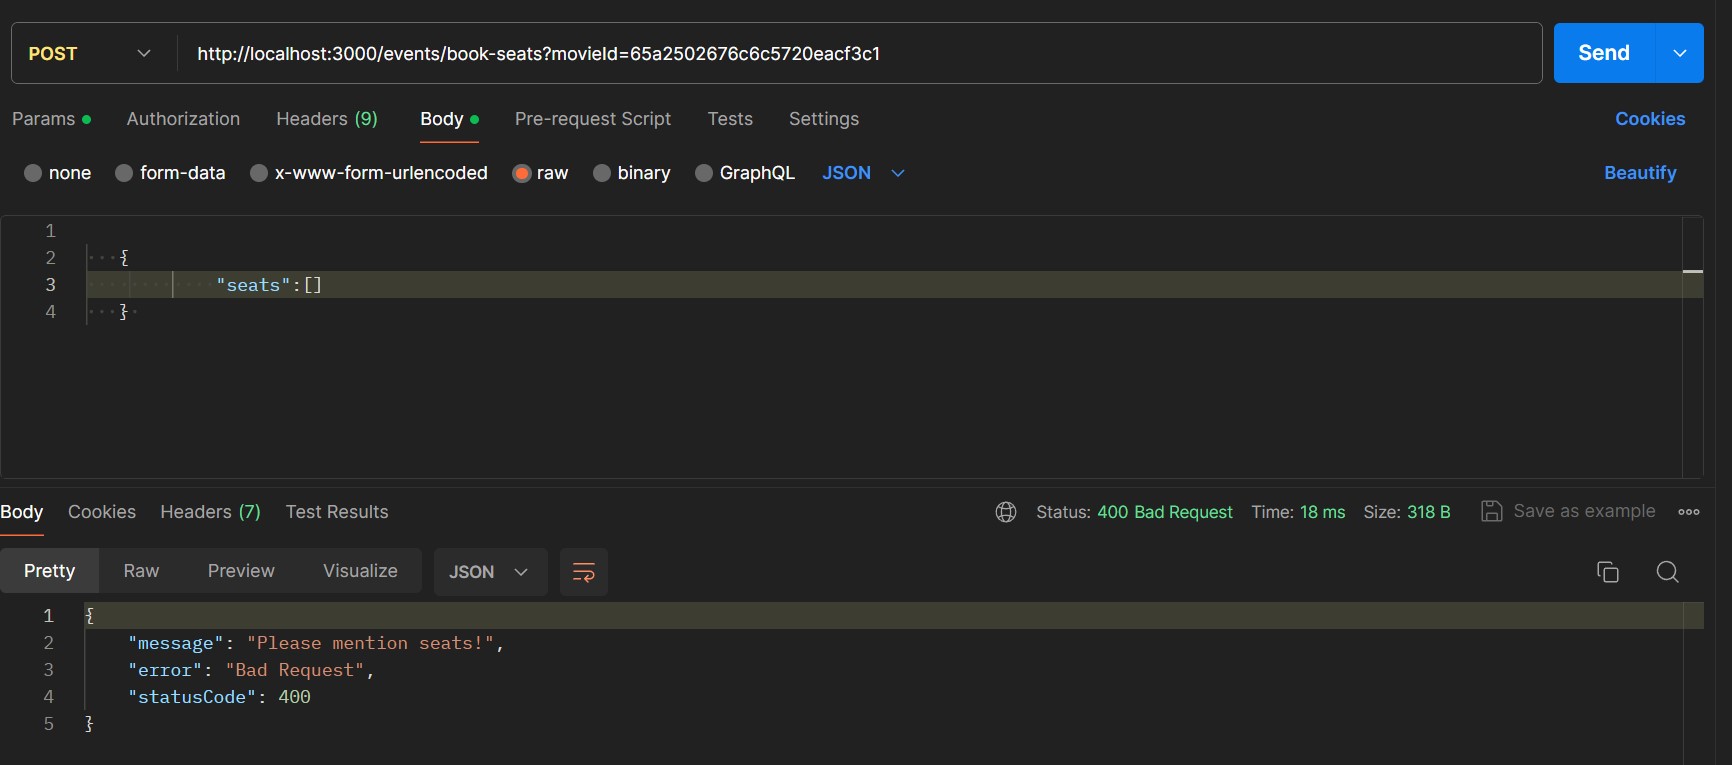 POST http://localhost:3000/events/book-seats?movieId=65a2502676c6c5720eacf3c1 Send
Params Authorization Headers (9) Body Pre-request Script Tests Settings Cookies
none form-data x-www-form-urlencoded raw binary GraphQL JSON Beautify
1
2 {
3 "seats":[]
4 }
Body Cookies Headers (7) Test Results Status: 400 Bad Request Time: 18 ms Size: 318 B Save as example
Pretty Raw Preview Visualize JSON
1 {
2 "message": "Please mention seats!",
3 "error": "Bad Request",
4 "statusCode": 400
5 }